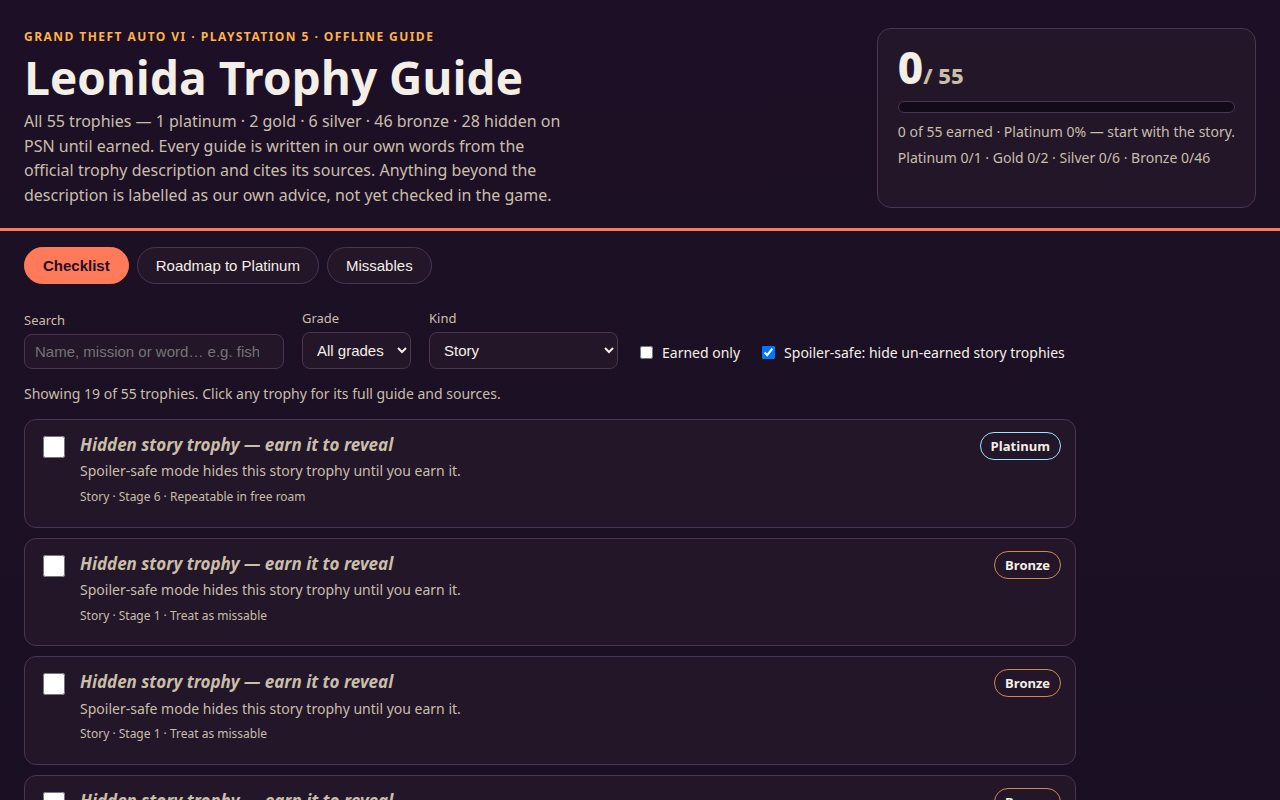 GRAND THEFT AUTO VI · PLAYSTATION 5 · OFFLINE GUIDE
Leonida Trophy Guide
All 55 trophies — 1 platinum · 2 gold · 6 silver · 46 bronze · 28 hidden on
PSN until earned. Every guide is written in our own words from the
official trophy description and cites its sources. Anything beyond the
description is labelled as our own advice, not yet checked in the game.
0 / 55
0 of 55 earned · Platinum 0% — start with the story.
Platinum 0/1 · Gold 0/2 · Silver 0/6 · Bronze 0/46
Checklist
Roadmap to Platinum
Missables
Search
Name, mission or word… e.g. fish
Grade
All grades
Kind
Story
Earned only
Spoiler-safe: hide un-earned story trophies
Showing 19 of 55 trophies. Click any trophy for its full guide and sources.
Hidden story trophy — earn it to reveal
Platinum
Spoiler-safe mode hides this story trophy until you earn it.
Story · Stage 6 · Repeatable in free roam
Hidden story trophy — earn it to reveal
Bronze
Spoiler-safe mode hides this story trophy until you earn it.
Story · Stage 1 · Treat as missable
Hidden story trophy — earn it to reveal
Bronze
Spoiler-safe mode hides this story trophy until you earn it.
Story · Stage 1 · Treat as missable
Hidden story trophy — earn it to reveal
Bronze